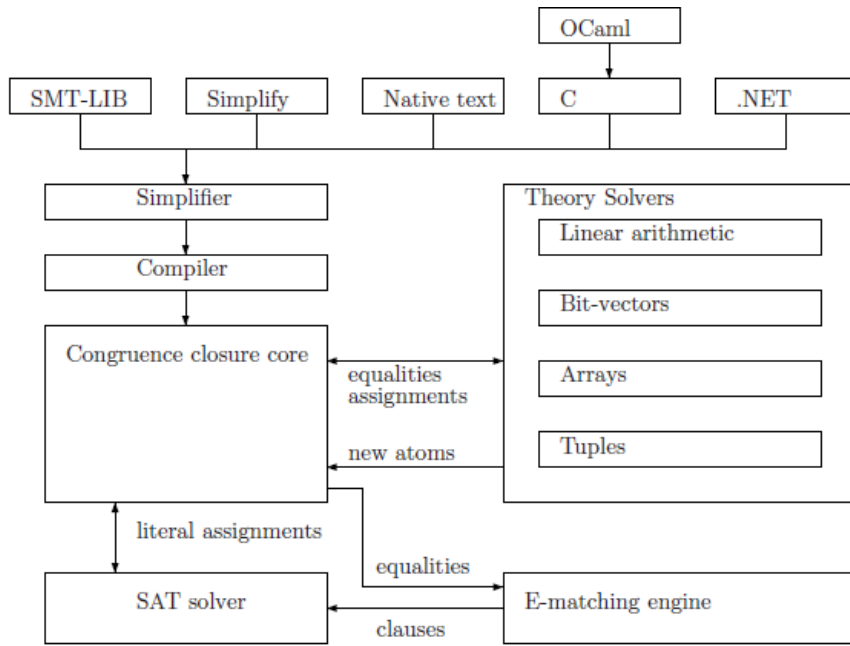 OCaml
SMT-LIB
Simplify
Native text
C
.NET
Simplifier
Compiler
Congruence closure core
equalities
assignments
new atoms
Theory Solvers
Linear arithmetic
Bit-vectors
Arrays
Tuples
literal assignments
equalities
SAT solver
clauses
E-matching engine